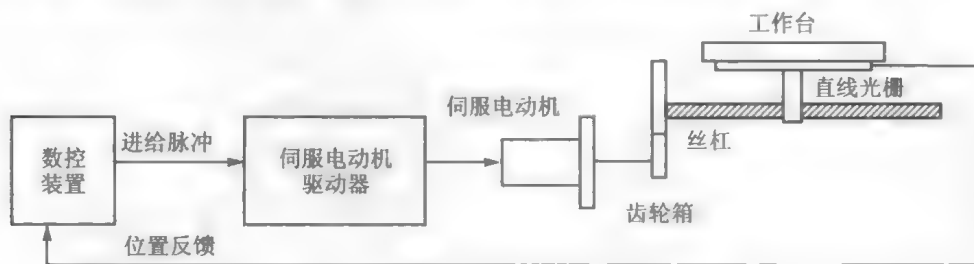 工作台
直线光栅
伺服电动机
丝杠
数控
装置
进给脉冲
伺服电动机
驱动器
齿轮箱
位置反馈